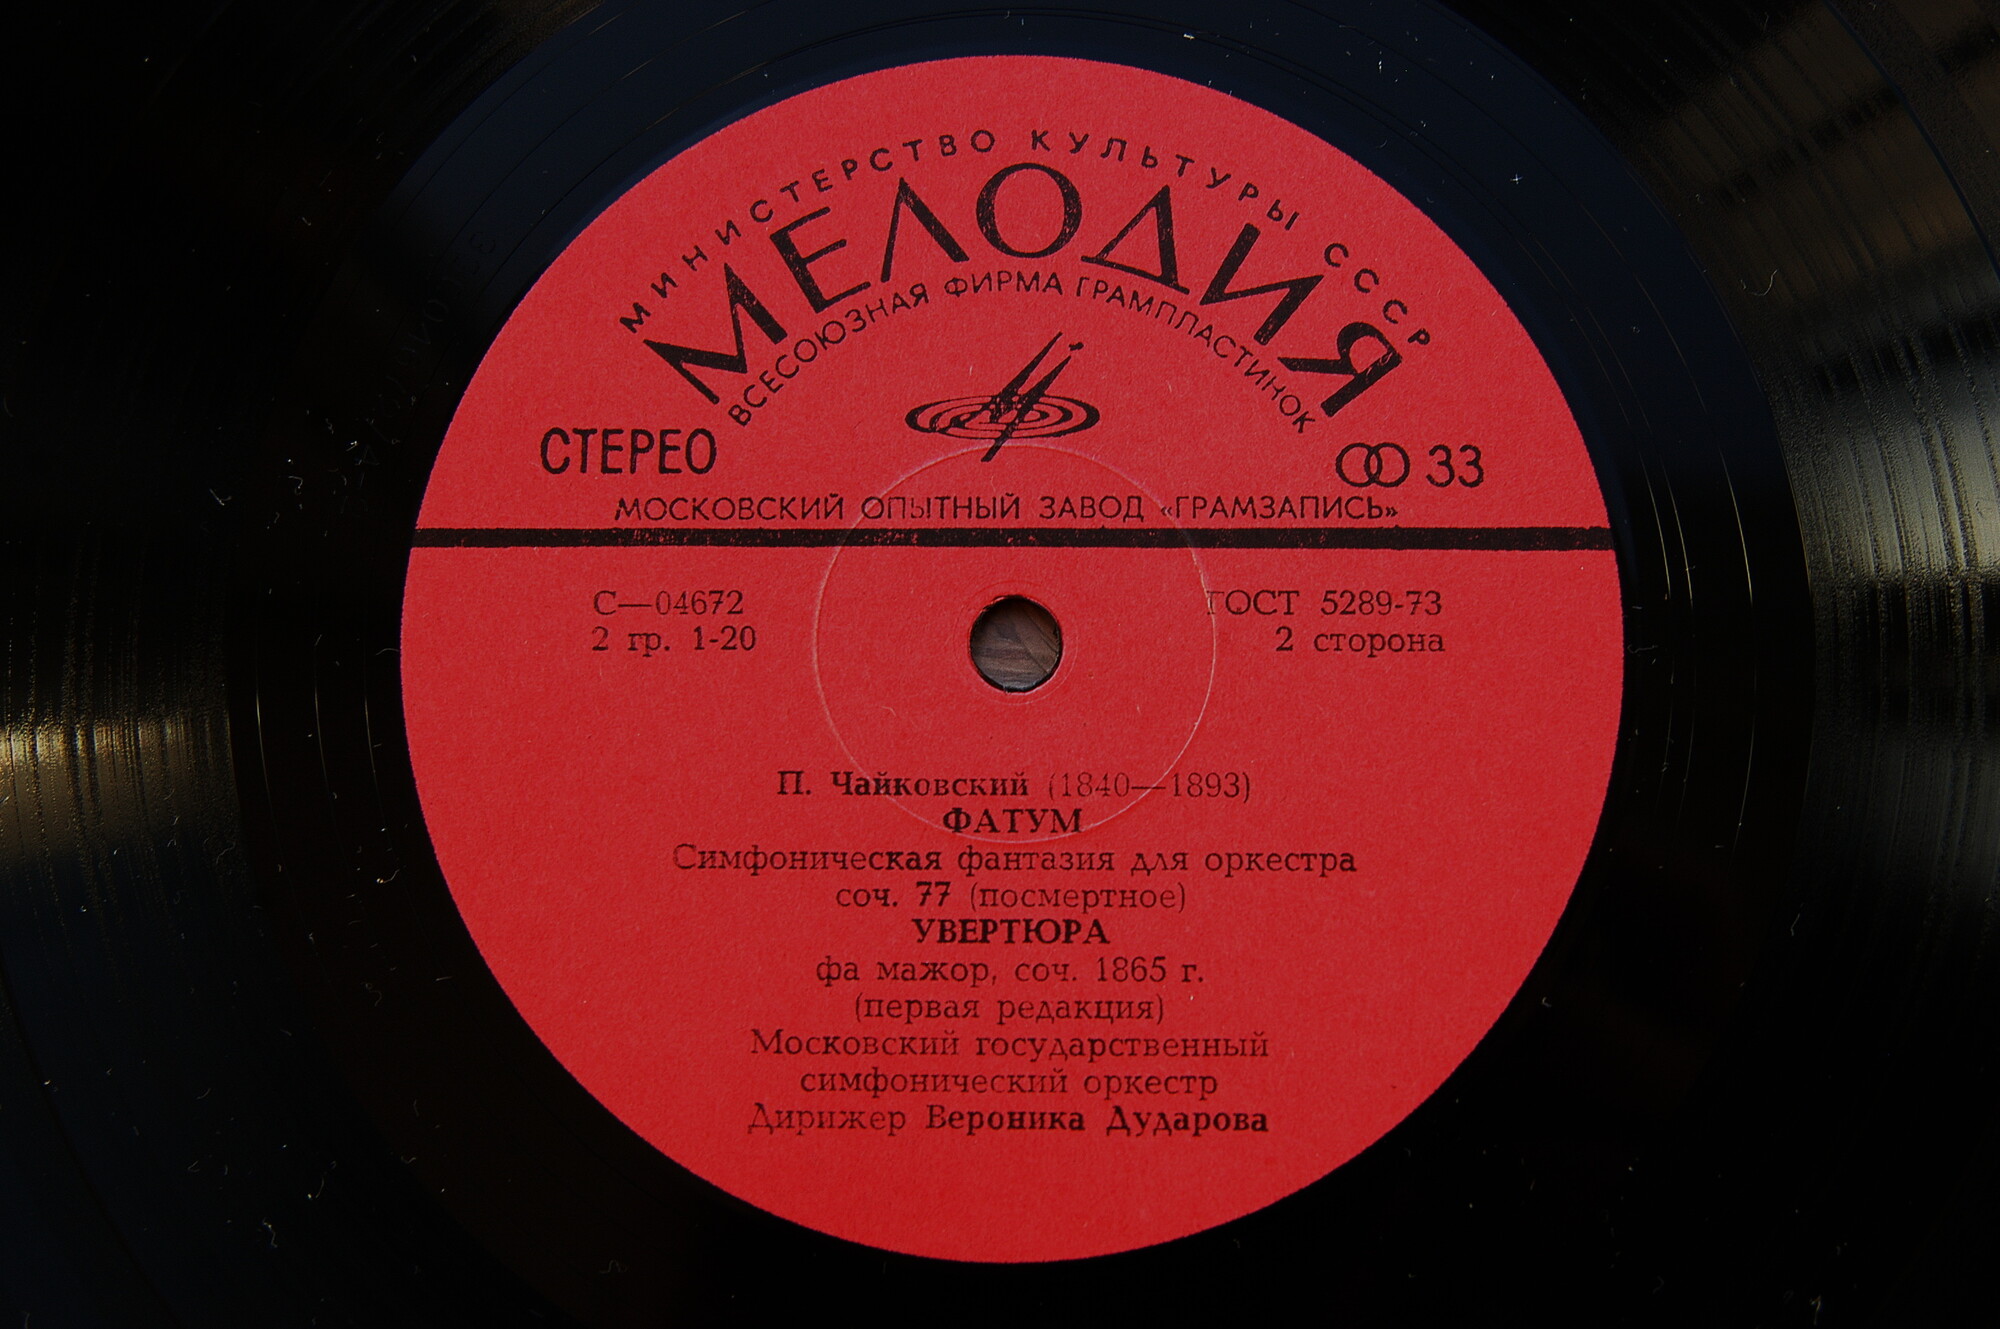 МИНИСТЕРСТВО КУЛЬТУРЫ СССР
МЕЛОДИЯ
ВСЕСОЮЗНАЯ ФИРМА ГРАМПЛАСТИНОК
СТЕРЕО
33
МОСКОВСКИЙ ОПЫТНЫЙ ЗАВОД «ГРАМЗАПИСЬ»
С—04672
ГОСТ 5289-73
2 гр. 1-20
2 сторона
П. Чайковский (1840—1893)
ФАТУМ
Симфоническая фантазия для оркестра
соч. 77 (посмертное)
УВЕРТЮРА
фа мажор, соч. 1865 г.
(первая редакция)
Московский государственный
симфонический оркестр
Дирижер Вероника Дударова